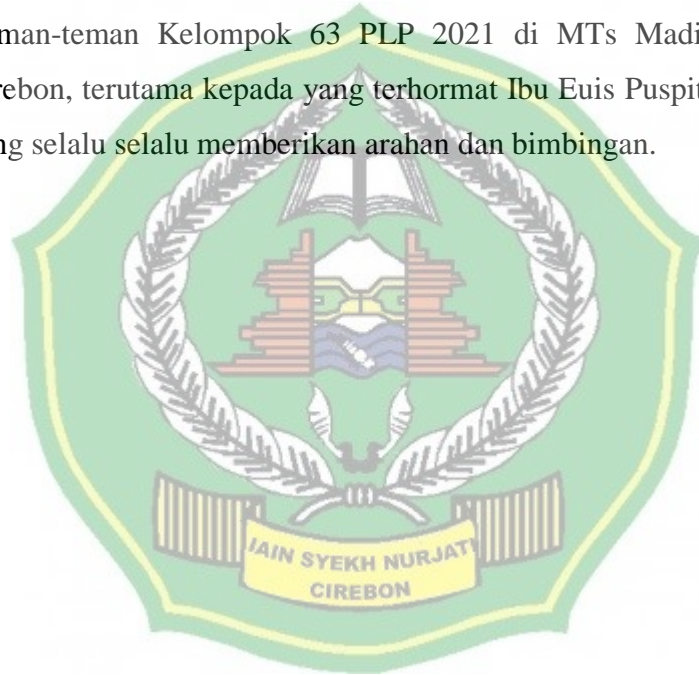 man-teman Kelompok 63 PLP 2021 di MTs Madi
ebon, terutama kepada yang terhormat Ibu Euis Puspit
ng selalu selalu memberikan arahan dan bimbingan.
IAIN SYEKH NURJATI
CIREBON